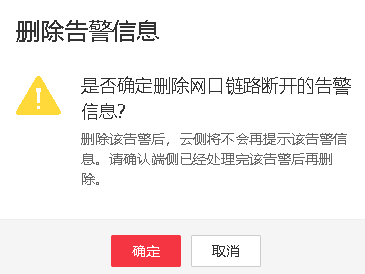 删除告警信息
是否确定删除网口链路断开的告警
信息?
删除该告警后，云侧将不会再提示该告警信
息。请确认端侧已经处理完该告警后再删
除。
确定
取消